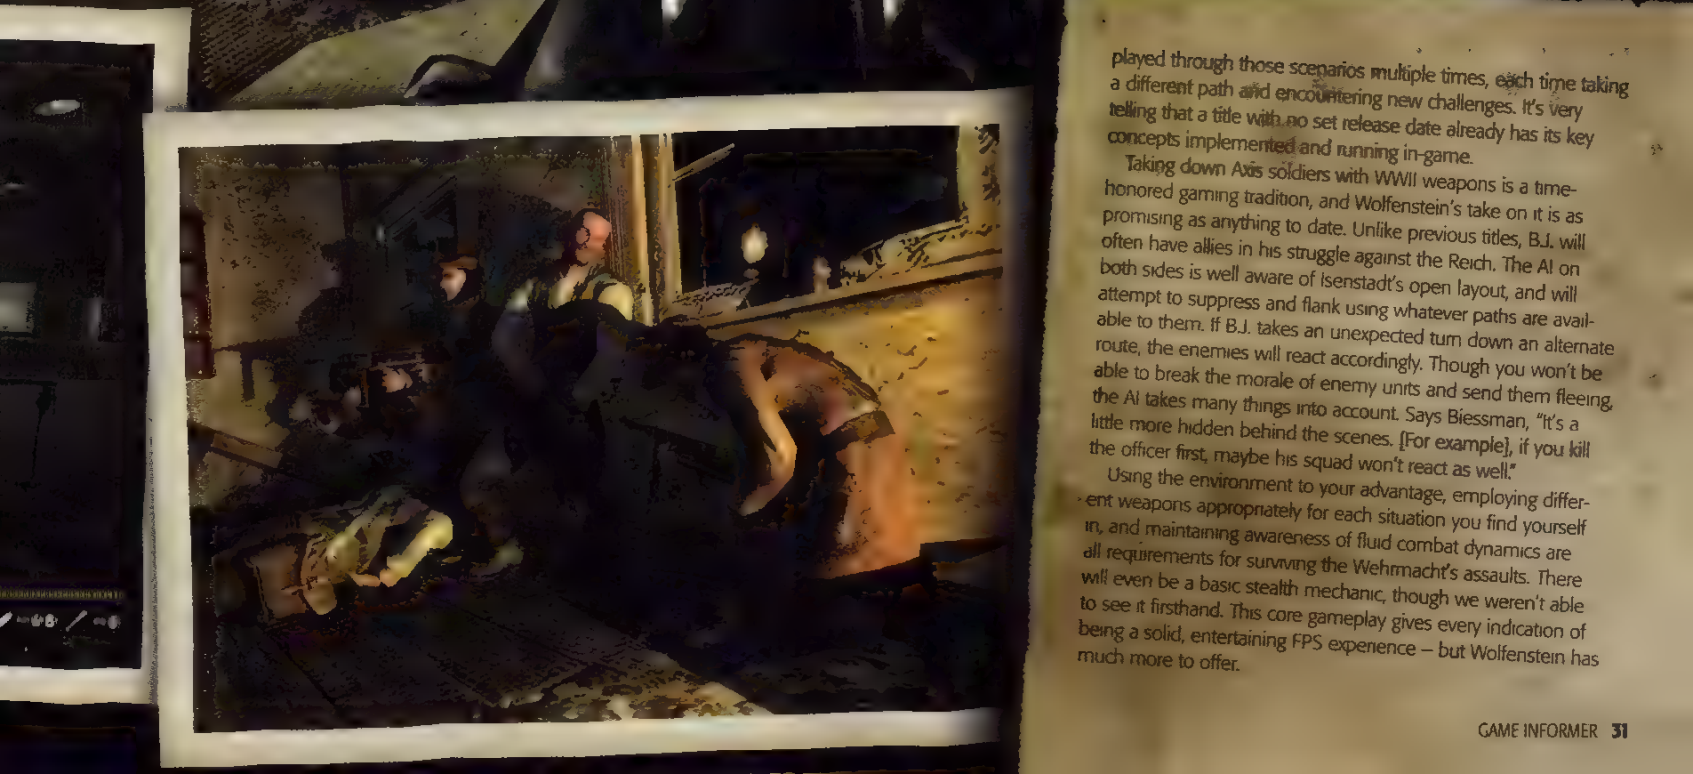 played through those scenarios multiple times, each time taking
a different path and encountering new challenges. It's very
telling that a title with no set release date already has its key
concepts implemented and running in-game.
Taking down Axis soldiers with WWII weapons is a time-
honored gaming tradition, and Wolfenstein's take on it is as
promising as anything to date. Unlike previous titles, B.J. will
often have allies in his struggle against the Reich. The AI on
both sides is well aware of Isenstadt's open layout, and will
attempt to suppress and flank using whatever paths are avail-
able to them. If B.J. takes an unexpected turn down an alternate
route, the enemies will react accordingly. Though you won't be
able to break the morale of enemy units and send them fleeing,
the AI takes many things into account. Says Biessman, "It's a
little more hidden behind the scenes. [For example], if you kill
the officer first, maybe his squad won't react as well."
Using the environment to your advantage, employing differ-
ent weapons appropriately for each situation you find yourself
in, and maintaining awareness of fluid combat dynamics are
all requirements for surviving the Wehrmacht's assaults. There
will even be a basic stealth mechanic, though we weren't able
to see it firsthand. This core gameplay gives every indication of
being a solid, entertaining FPS experience – but Wolfenstein has
much more to offer.
GAME INFORMER 31